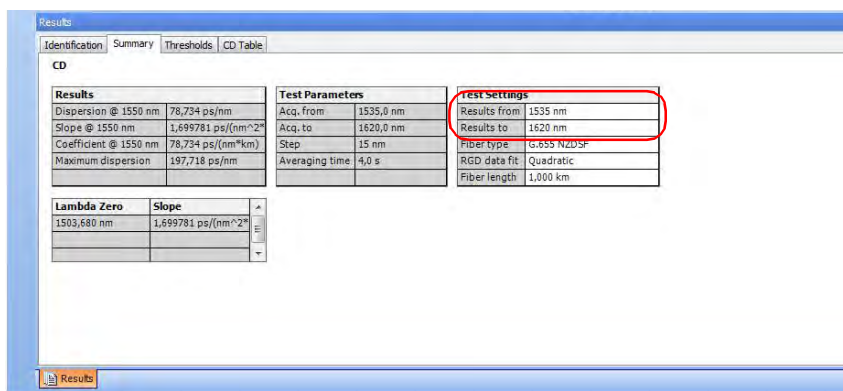 Results
Identification Summary Thresholds CD Table
CD
Results
Dispersion @ 1550 nm 78,734 ps/nm
Slope @ 1550 nm 1,699781 ps/(nm^2*
Coefficient @ 1550 nm 78,734 ps/(nm*km)
Maximum dispersion 197,718 ps/nm
Test Parameters
Acq. from 1535,0 nm
Acq. to 1620,0 nm
Step 15 nm
Averaging time 4,0 s
Test Settings
Results from 1535 nm
Results to 1620 nm
Fiber type G.655 NZDSF
RGD data fit Quadratic
Fiber length 1,000 km
Lambda Zero Slope
1503,680 nm 1,699781 ps/(nm^2*
Results